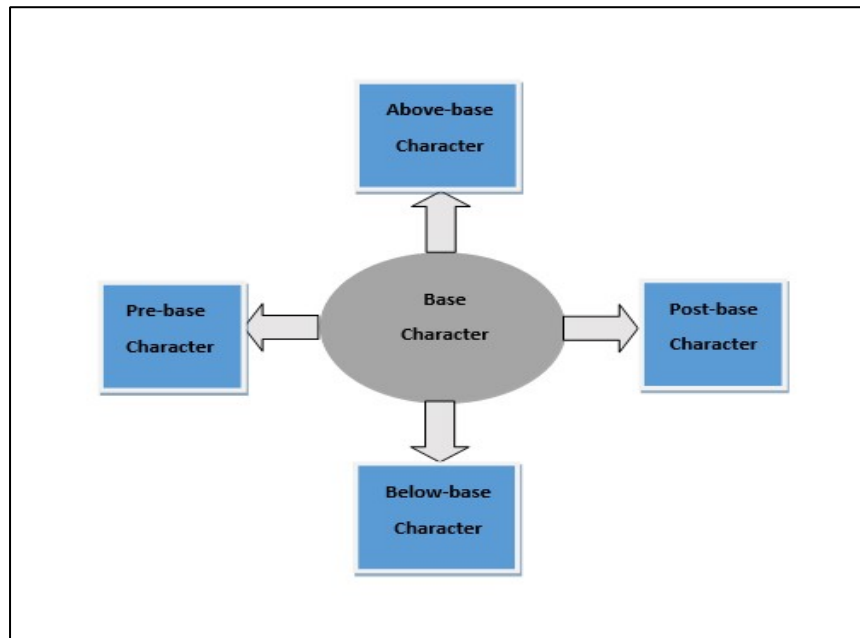 Above-base
Character
Pre-base
Character
Base
Character
Post-base
Character
Below-base
Character